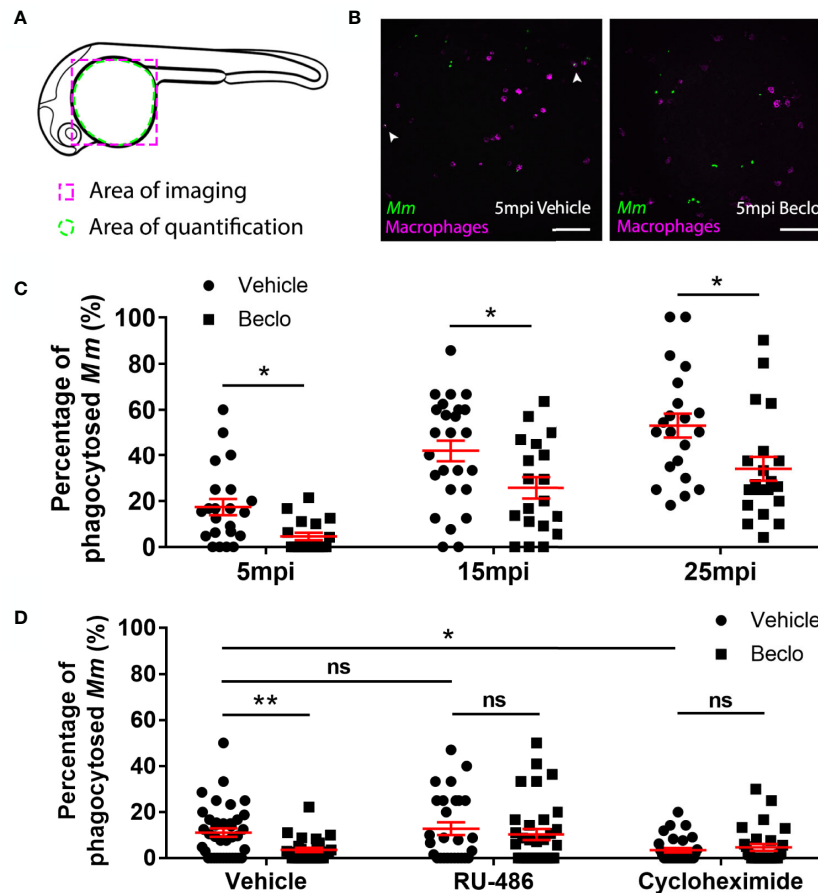 A
Area of imaging
Area of quantification
B
Mm
Macrophages
5mpi Vehicle
Mm
Macrophages
5mpi Beclo
C
Vehicle
Beclo
Percentage of
phagocytosed Mm (%)
100
80
60
40
20
0
*
*
*
5mpi
15mpi
25mpi
D
Vehicle
Beclo
Percentage of
phagocytosed Mm (%)
100
80
60
40
20
0
*
ns
**
ns
ns
Vehicle
RU-486
Cycloheximide